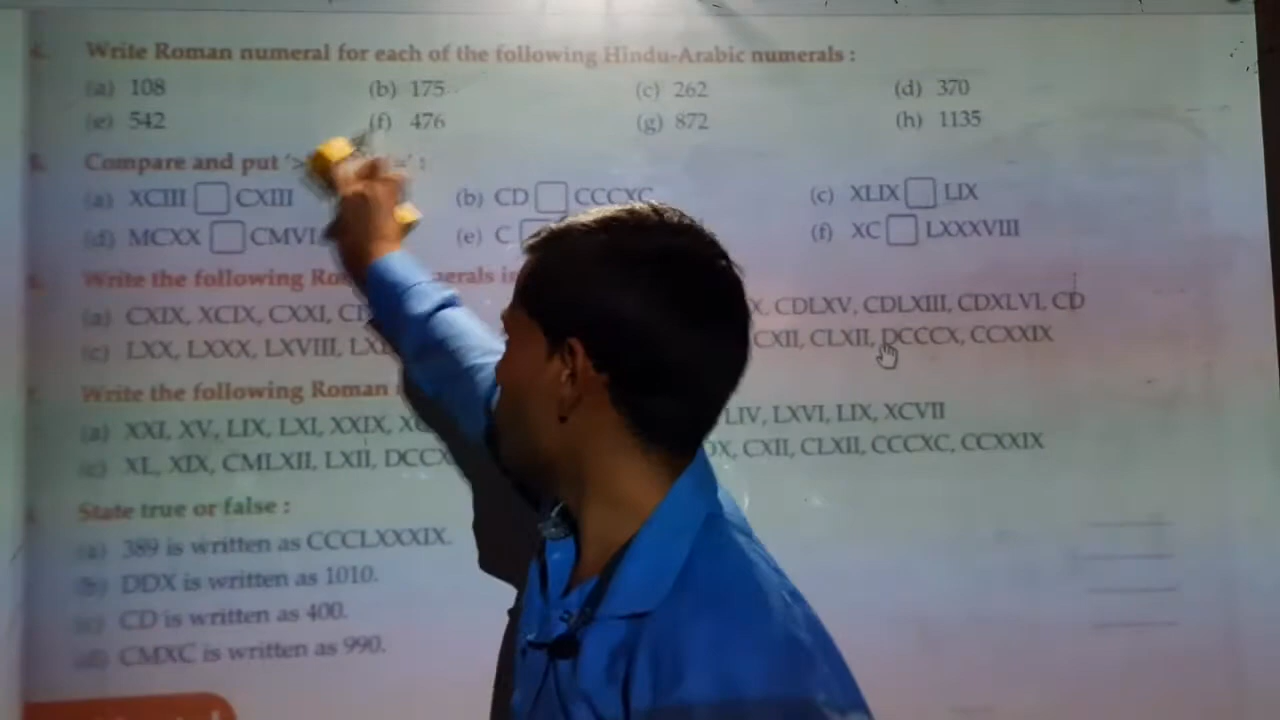 Write Roman numeral for each of the following Hindu-Arabic numerals :
(a) 108 (b) 175 (c) 262 (d) 370
(e) 542 (f) 476 (g) 872 (h) 1135
Compare and put '> =' :
(a) XCIII CXIII (b) CD CCCXC (c) XLIX LIX
(d) MCXX CMVI (e) C (f) XC LXXXVIII
Write the following
(a) CXIX, XCIX, CXXI, CDLXV, CDLXIII, CDXLVI, CD
(c) LXX, LXXX, LXVIII, CXII, CLXII, DCCCX, CCXXIX
Write the following Roman
(a) XXI, XV, LIX, LXI, XXIX, LIV, LXVI, LIX, XCVII
(c) XL, XIX, CMLXII, LXII, CXII, CLXII, CCCXC, CCXXIX
State true or false :
(a) 389 is written as CCCLXXXIX.
(b) DDX is written as 1010.
(c) CD is written as 400.
(d) CMXC is written as 990.